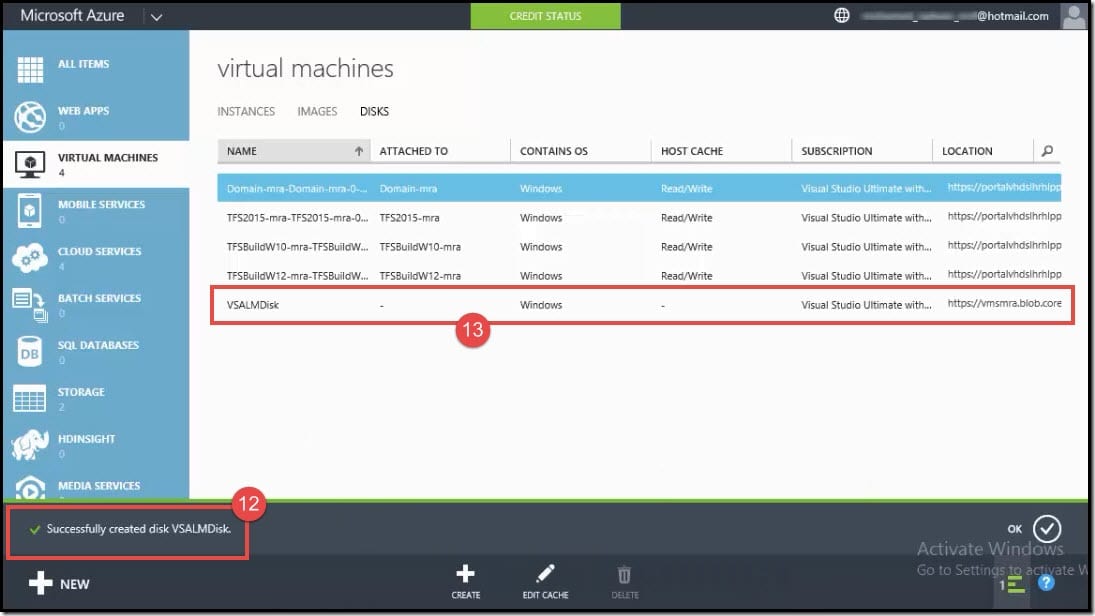 Microsoft Azure
CREDIT STATUS
@hotmail.com
ALL ITEMS
WEB APPS
0
VIRTUAL MACHINES
4
MOBILE SERVICES
0
CLOUD SERVICES
4
BATCH SERVICES
0
SQL DATABASES
0
STORAGE
2
HDINSIGHT
0
MEDIA SERVICES
virtual machines
INSTANCES IMAGES DISKS
NAME ATTACHED TO CONTAINS OS HOST CACHE SUBSCRIPTION LOCATION
Domain-mra-Domain-mra-0-... Domain-mra Windows Read/Write Visual Studio Ultimate with... https://portalvhdslhrhlpp
TFS2015-mra-TFS2015-mra-0... TFS2015-mra Windows Read/Write Visual Studio Ultimate with... https://portalvhdslhrhlpp
TFSBuildW10-mra-TFSBuildW... TFSBuildW10-mra Windows Read/Write Visual Studio Ultimate with... https://portalvhdslhrhlpp
TFSBuildW12-mra-TFSBuildW... TFSBuildW12-mra Windows Read/Write Visual Studio Ultimate with... https://portalvhdslhrhlpp
VSALMDisk - Windows - Visual Studio Ultimate with... https://vmsmra.blob.core
13
12
Successfully created disk VSALMDisk.
OK
Activate Windows
Go to Settings to activate W
NEW
CREATE
EDIT CACHE
DELETE
1
?